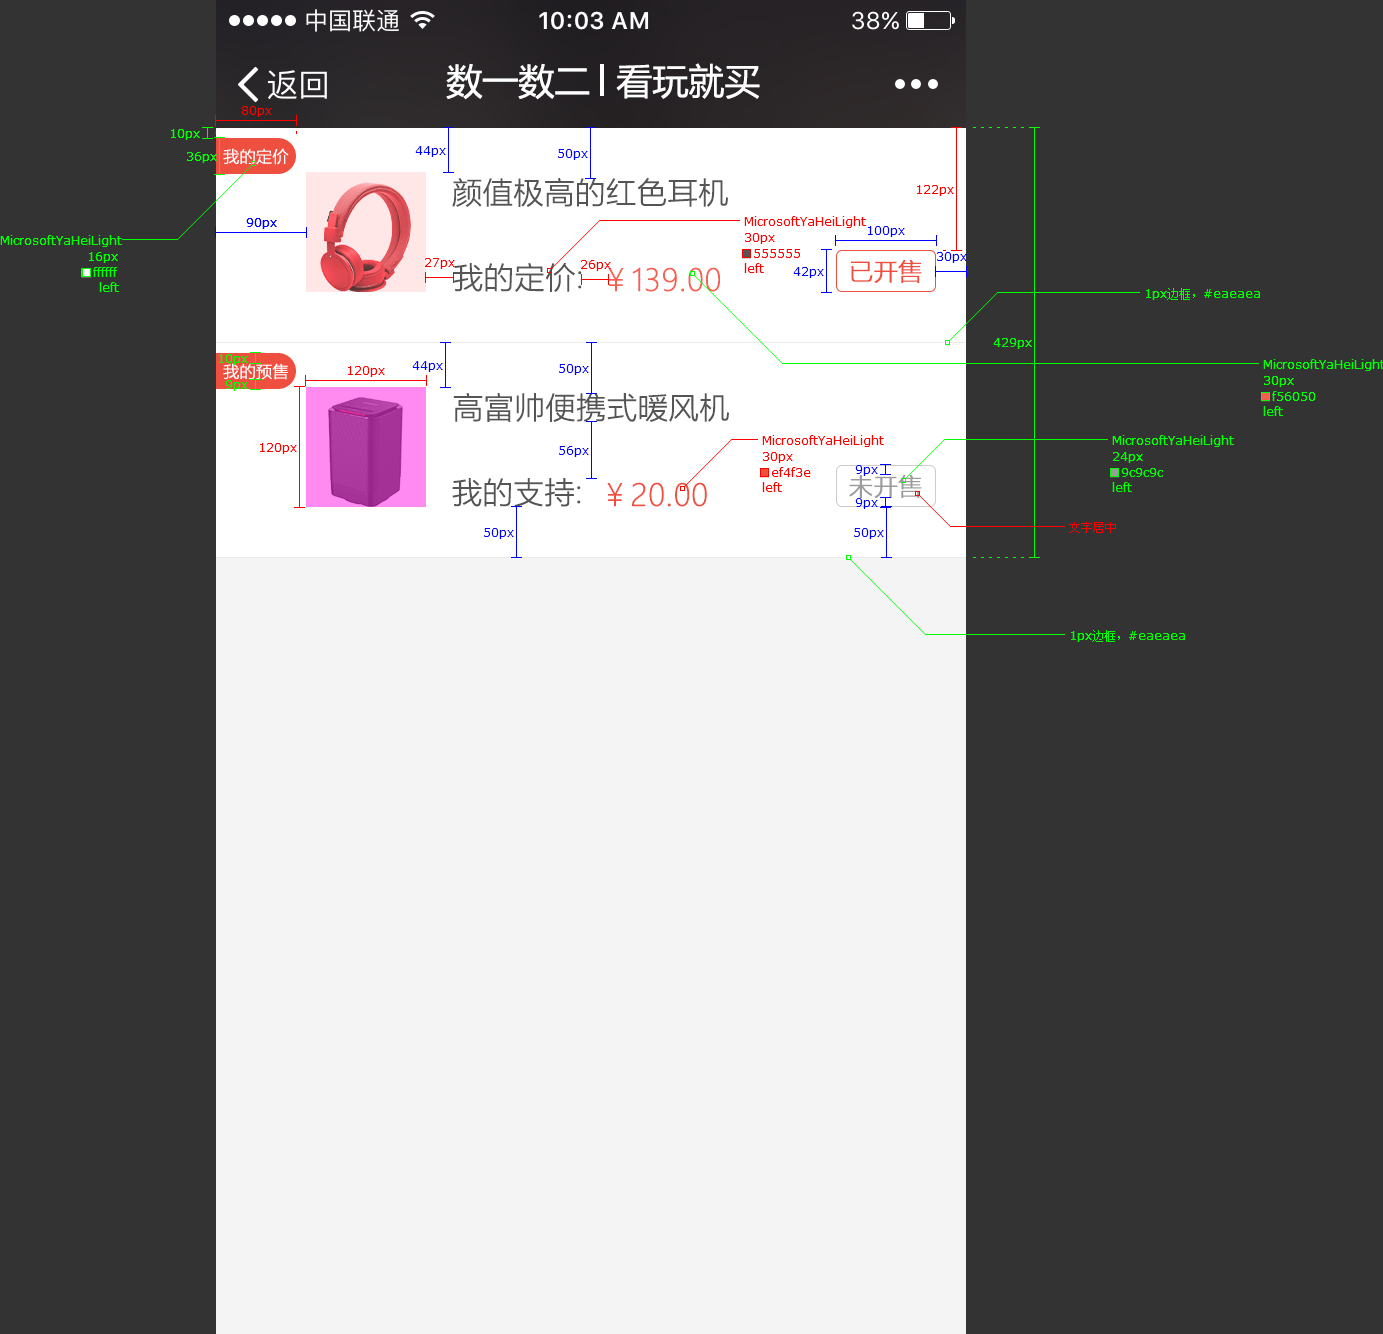 中国联通
10:03 AM
38%
返回
数一数二 | 看玩就买
80px
10px
36px
我的定价
44px
50px
122px
颜值极高的红色耳机
90px
MicrosoftYaHeiLight
16px
ffffff
left
MicrosoftYaHeiLight
30px
555555
left
100px
30px
42px
已开售
27px
我的定价:
26px
¥139.00
1px边框，#eaeaea
429px
10px
我的预售
9px
44px
50px
120px
MicrosoftYaHeiLight
30px
f56050
left
高富帅便携式暖风机
120px
56px
MicrosoftYaHeiLight
30px
ef4f3e
left
MicrosoftYaHeiLight
24px
9c9c9c
left
9px
未开售
9px
我的支持:
¥20.00
50px
50px
文字居中
1px边框，#eaeaea